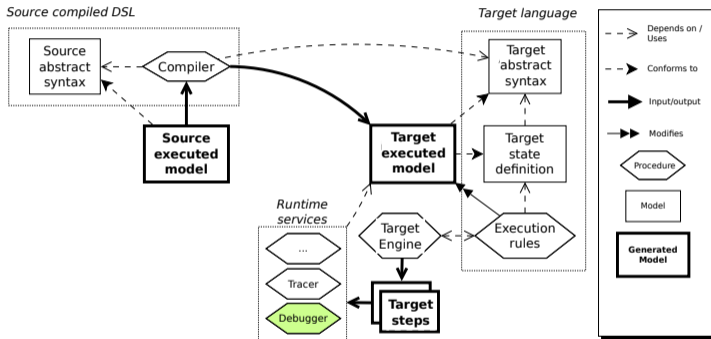 Source compiled DSL
Target language
Source
abstract
syntax
Compiler
Target
abstract
syntax
Source
executed
model
Target
executed
model
Target
state
definition
Runtime
services
...
Tracer
Debugger
Target
Engine
Execution
rules
Target
steps
Depends on /
Uses
Conforms to
Input/output
Modifies
Procedure
Model
Generated
Model